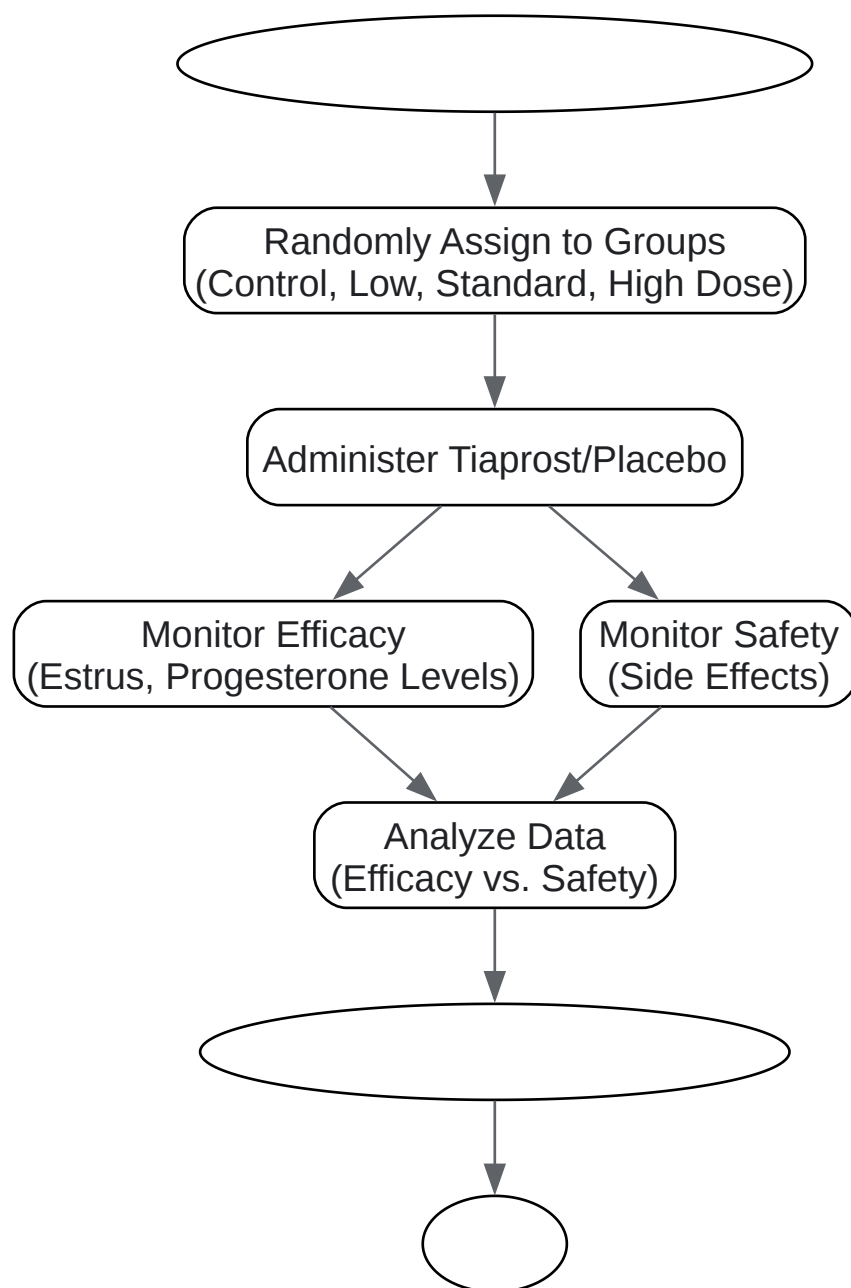 Randomly Assign to Groups
(Control, Low, Standard, High Dose)
Administer Tiaprost/Placebo
Monitor Efficacy
(Estrus, Progesterone Levels)
Monitor Safety
(Side Effects)
Analyze Data
(Efficacy vs. Safety)